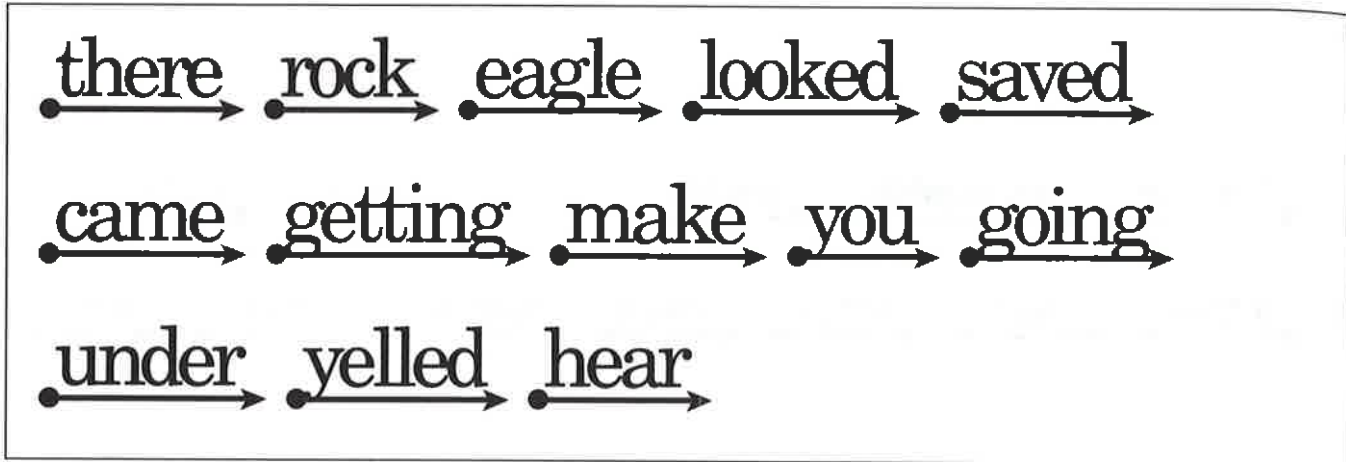 there rock eagle looked saved
came getting make you going
under yelled hear